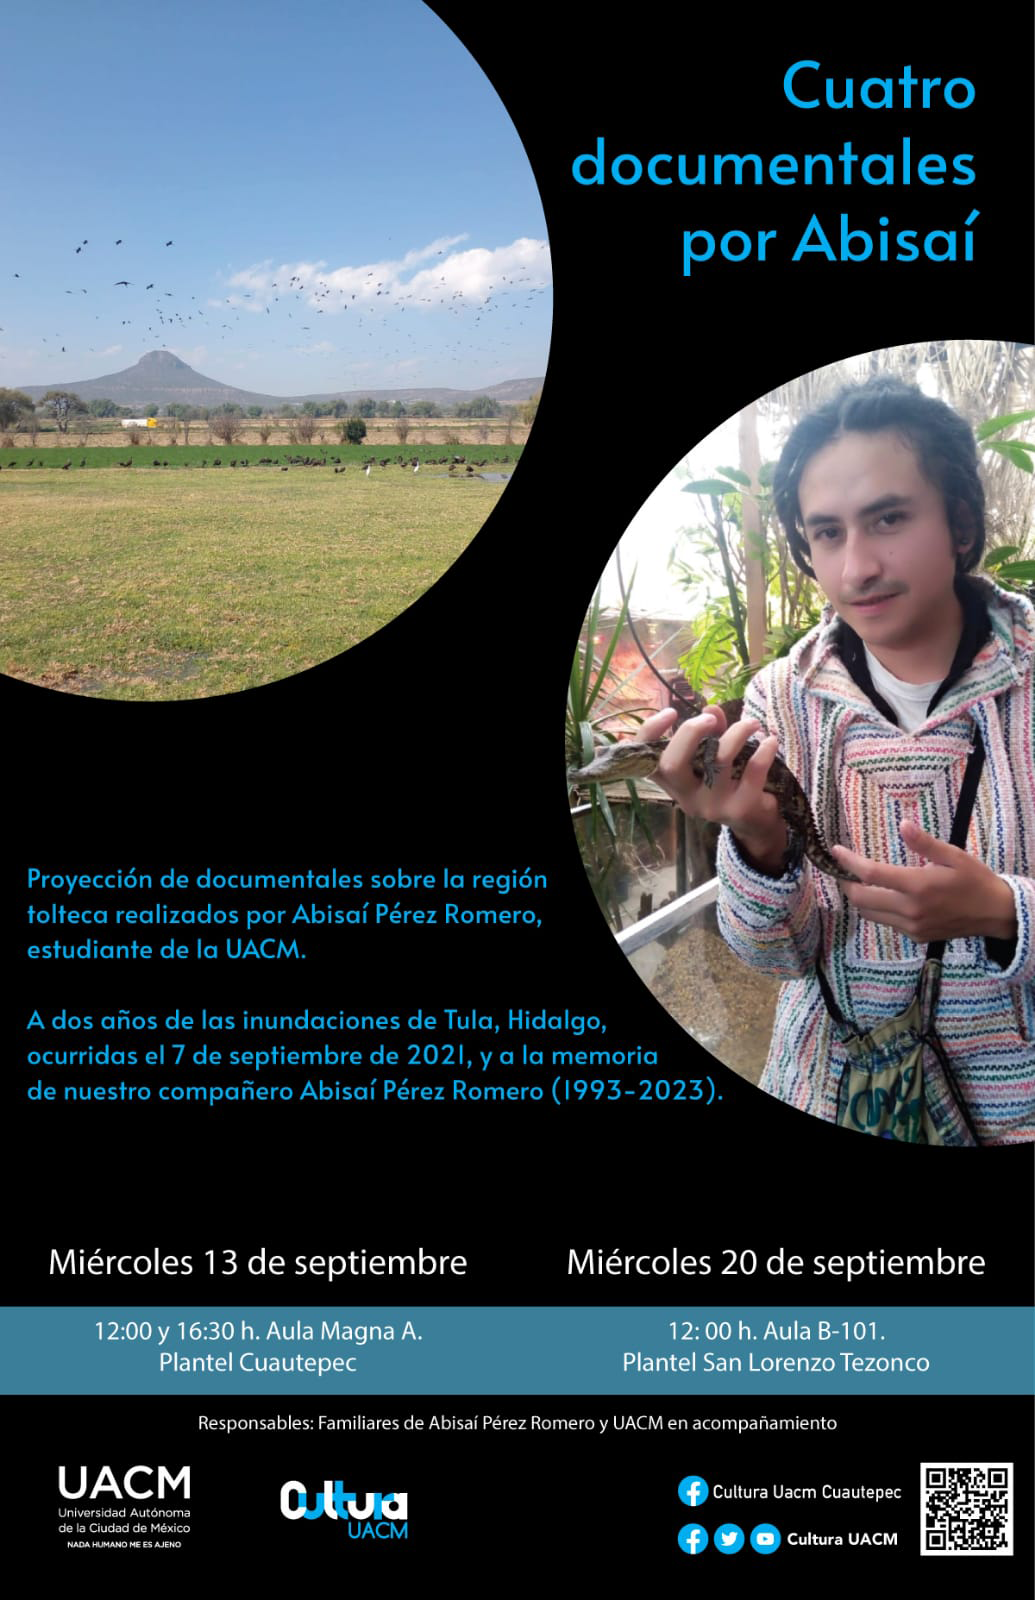 Cuatro
documentales
por Abisaí
Proyección de documentales sobre la región
tolteca realizados por Abisaí Pérez Romero,
estudiante de la UACM.
A dos años de las inundaciones de Tula, Hidalgo,
ocurridas el 7 de septiembre de 2021, y a la memoria
de nuestro compañero Abisaí Pérez Romero (1993-2023).
Miércoles 13 de septiembre
12:00 y 16:30 h. Aula Magna A.
Plantel Cuautepec
Miércoles 20 de septiembre
12: 00 h. Aula B-101.
Plantel San Lorenzo Tezonco
Responsables: Familiares de Abisaí Pérez Romero y UACM en acompañamiento
UACM
Universidad Autónoma
de la Ciudad de México
NADA HUMANO ME ES AJENO
Cultura
UACM
Cultura Uacm Cuautepec
Cultura UACM